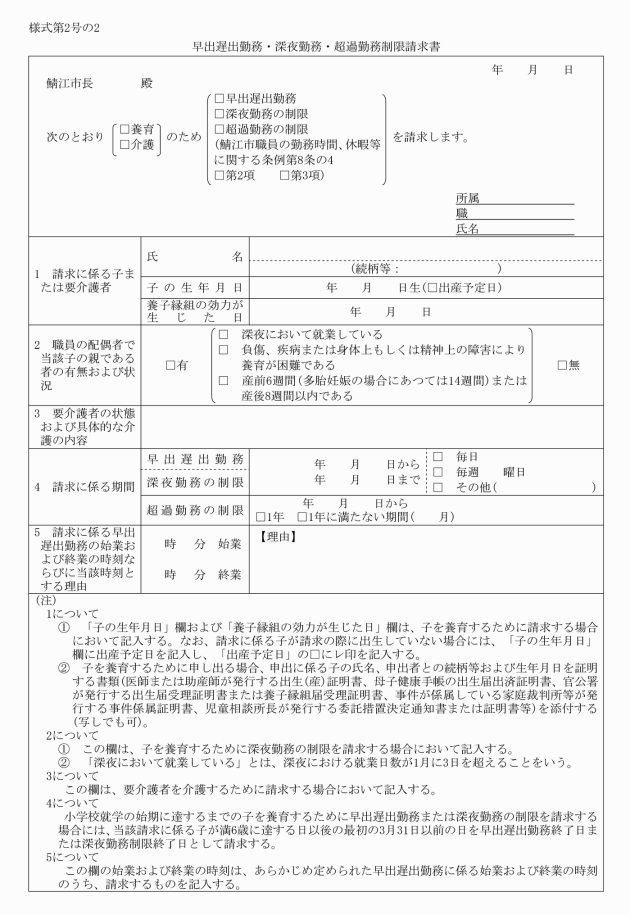 様式第2号の2
早出遅出勤務・深夜勤務・超過勤務制限請求書
年　　月　　日
鯖江市長　　　　殿
次のとおり
□養育
□介護
のため
□早出遅出勤務
□深夜勤務の制限
□超過勤務の制限
(鯖江市職員の勤務時間、休暇等
に関する条例第8条の4
□第2項　　□第3項)
を請求します。
所属
職
氏名
1　請求に係る子ま
たは要介護者
氏　　　　　　名
(続柄等：　　　　　　　　)
子の生年月日
年　　月　　日生(□出産予定日)
養子縁組の効力が
生じた日
年　　月　　日
2　職員の配偶者で
当該子の親である
者の有無および状
況
□有
□　深夜において就業している
□　負傷、疾病または身体上もしくは精神上の障害により
養育が困難である
□　産前6週間(多胎妊娠の場合にあつては14週間)または
産後8週間以内である
□無
3　要介護者の状態
および具体的な介
護の内容
4　請求に係る期間
早出遅出勤務
深夜勤務の制限
年　　月　　日から
年　　月　　日まで
□　毎日
□　毎週　　曜日
□　その他(　　　　　　　　)
超過勤務の制限
年　　月　　日から
□1年　□1年に満たない期間(　　月)
5　請求に係る早出
遅出勤務の始業お
よび終業の時刻な
らびに当該時刻と
する理由
時　　分　始業
時　　分　終業
【理由】
(注)
1について
①　「子の生年月日」欄および「養子縁組の効力が生じた日」欄は、子を養育するために請求する場合
において記入する。なお、請求に係る子が請求の際に出生していない場合には、「子の生年月日」
欄に出産予定日を記入し、「出産予定日」の□にレ印を記入する。
②　子を養育するために申し出る場合、申出に係る子の氏名、申出者との続柄等および生年月日を証明
する書類(医師または助産師が発行する出生(産)証明書、母子健康手帳の出生届出済証明書、官公署
が発行する出生届受理証明書または養子縁組届受理証明書、事件が係属している家庭裁判所等が発
行する事件係属証明書、児童相談所長が発行する委託措置決定通知書または証明書等)を添付する
(写しでも可)。
2について
①　この欄は、子を養育するために深夜勤務の制限を請求する場合において記入する。
②　「深夜において就業している」とは、深夜における就業日数が1月に3日を超えることをいう。
3について
この欄は、要介護者を介護するために請求する場合において記入する。
4について
小学校就学の始期に達するまでの子を養育するために早出遅出勤務または深夜勤務の制限を請求する
場合には、当該請求に係る子が満6歳に達する日以後の最初の3月31日以前の日を早出遅出勤務終了日ま
たは深夜勤務制限終了日として請求する。
5について
この欄の始業および終業の時刻は、あらかじめ定められた早出遅出勤務に係る始業および終業の時刻
のうち、請求するものを記入する。